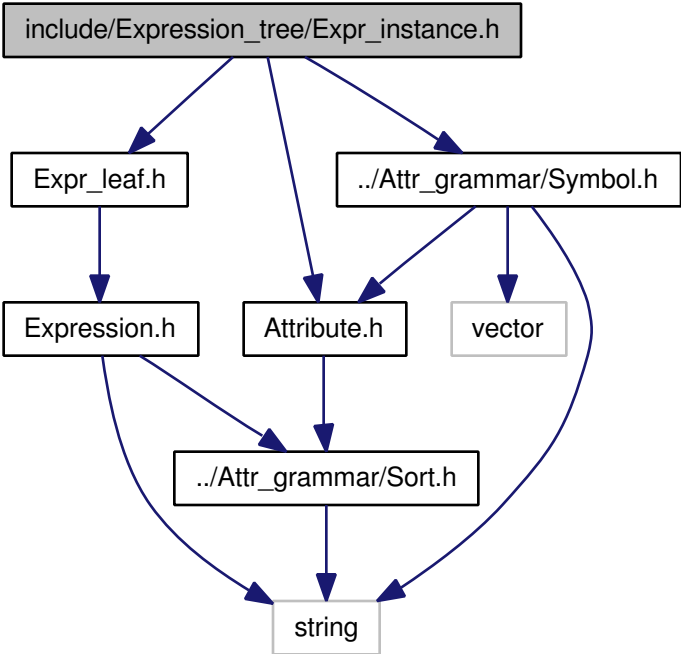 include/Expression_tree/Expr_instance.h
Expr_leaf.h
../Attr_grammar/Symbol.h
Expression.h
Attribute.h
vector
../Attr_grammar/Sort.h
string